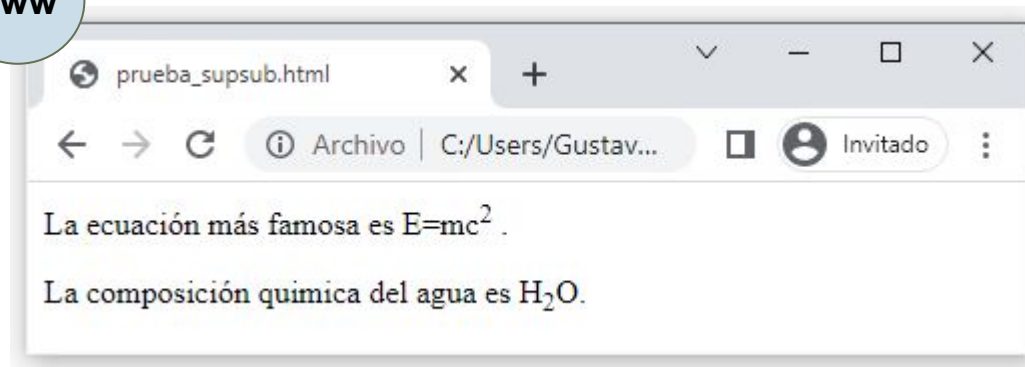 ww
prueba_supsub.html
Archivo | C:/Users/Gustav...
Invitado
La ecuación más famosa es E=mc² .
La composición quimica del agua es H₂O.